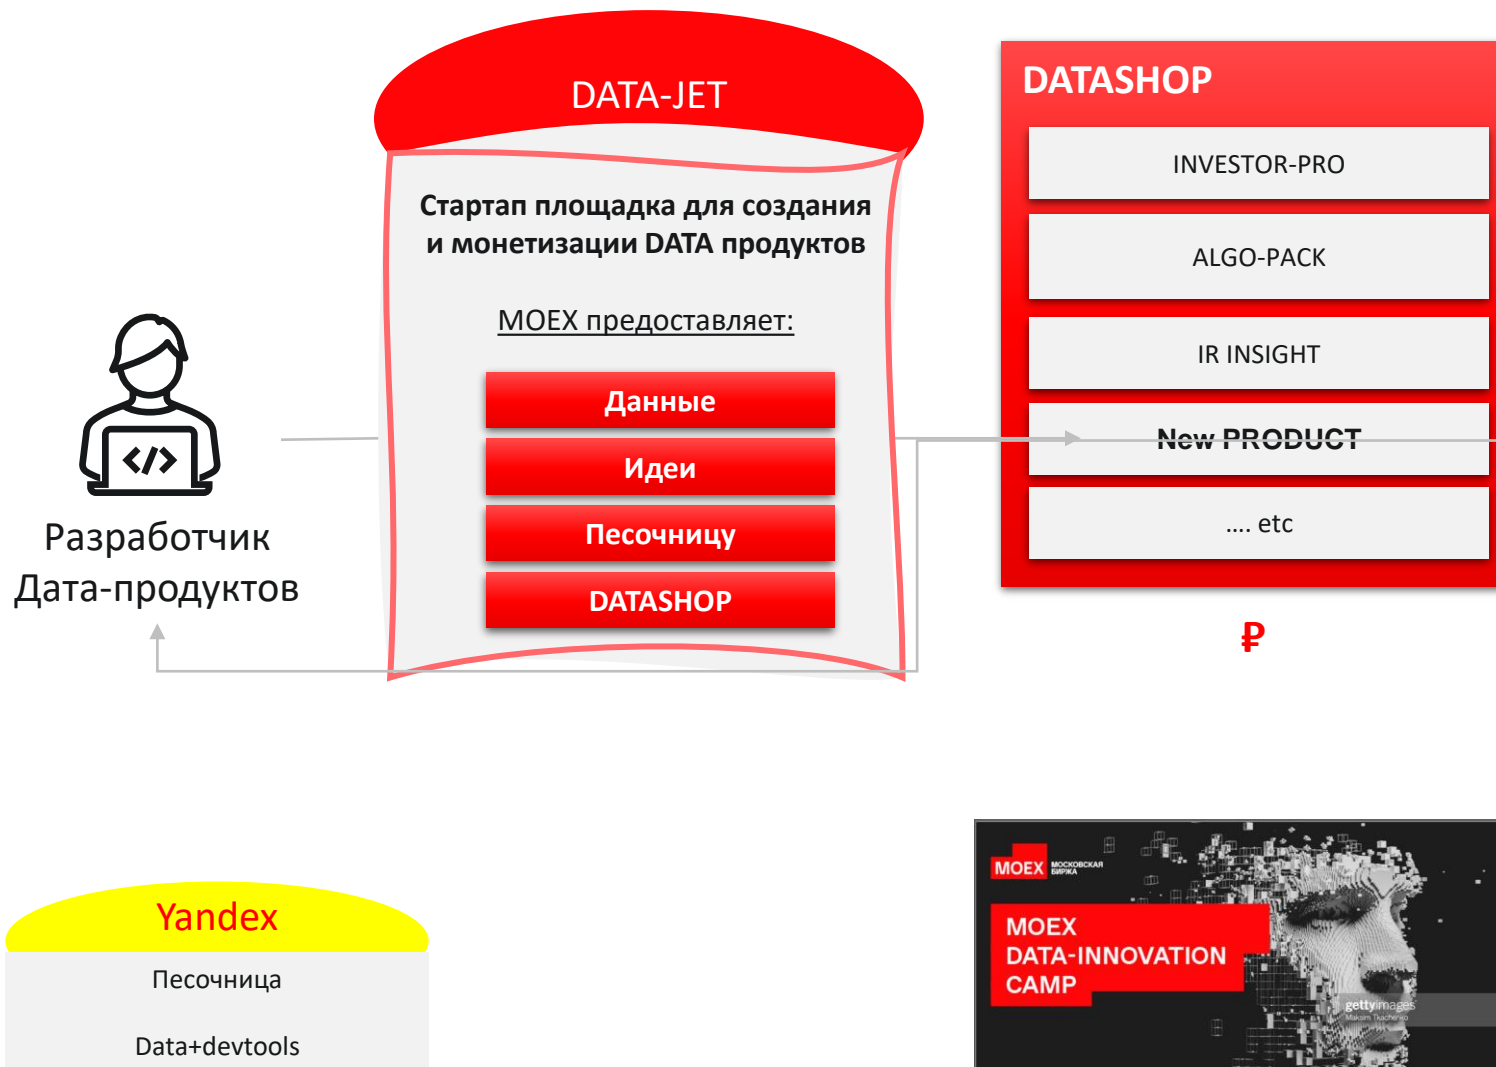 DATA-JET
Стартап площадка для создания
и монетизации DATA продуктов
MOEX предоставляет:
Данные
Идеи
Песочницу
DATASHOP
</>
Разработчик
Дата-продуктов
DATASHOP
INVESTOR-PRO
ALGO-PACK
IR INSIGHT
New PRODUCT
.... etc
₽
Yandex
Песочница
Data+devtools
MOEX
МОСКОВСКАЯ
БИРЖА
MOEX
DATA-INNOVATION
CAMP
gettyimages
Maksim Tkachenko